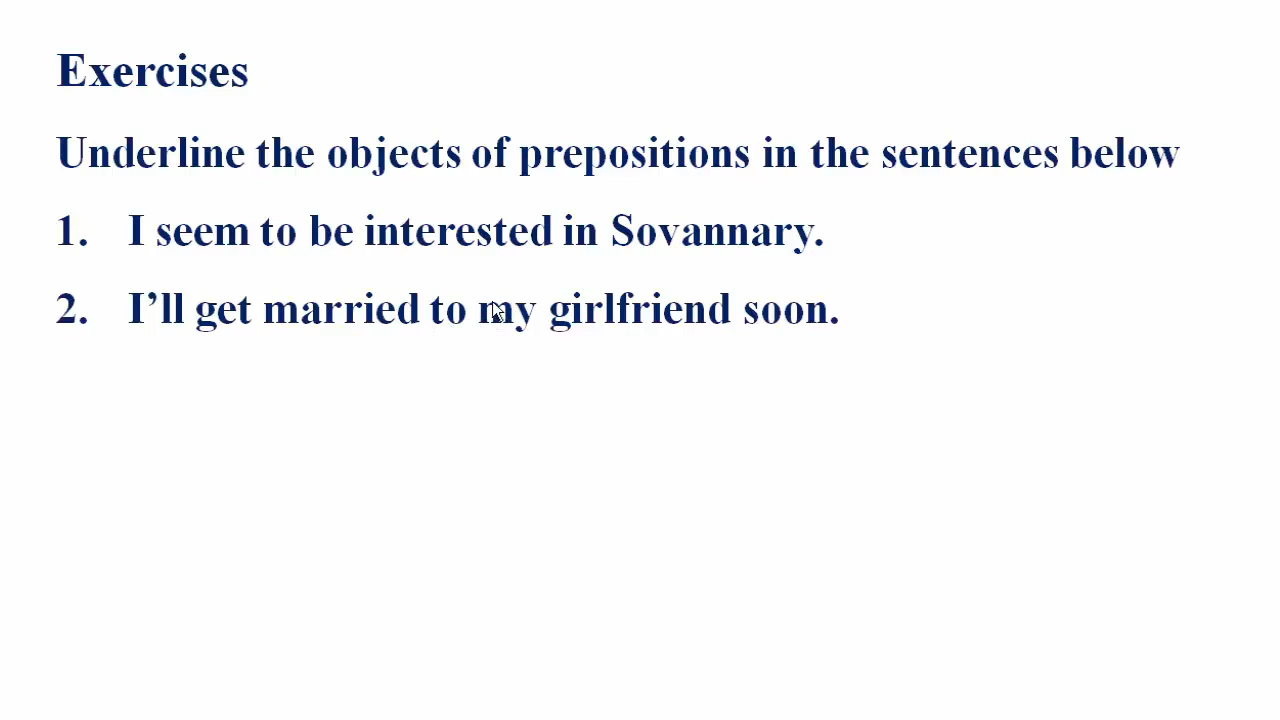 Exercises
Underline the objects of prepositions in the sentences below
1. I seem to be interested in Sovannary.
2. I’ll get married to my girlfriend soon.